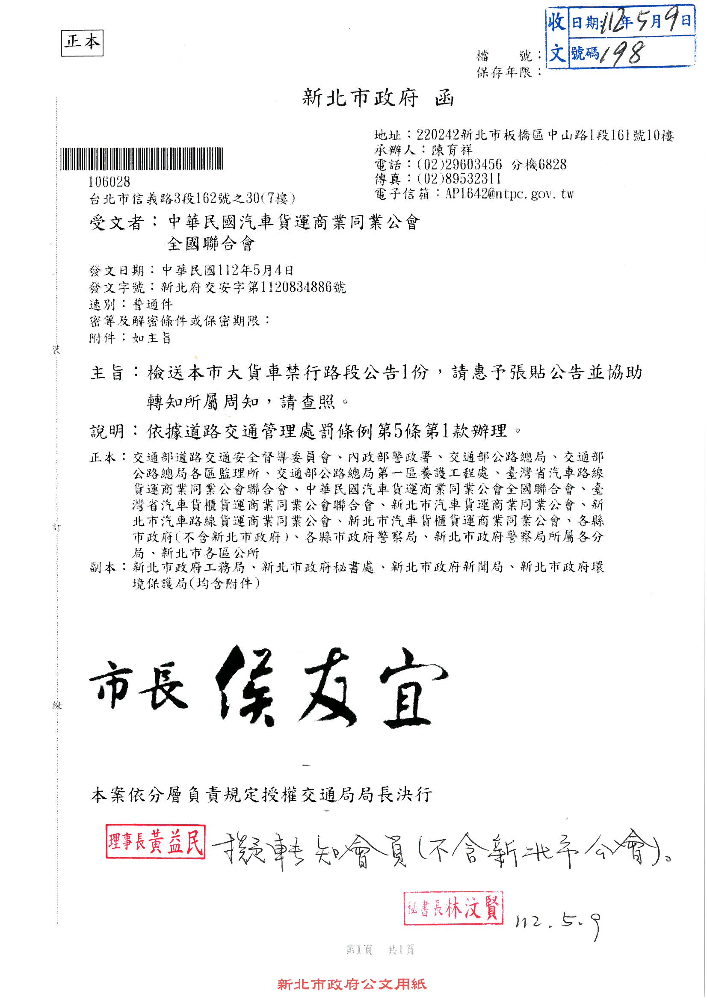 正本
收文 日期:112年5月9日
號碼198
檔　　號：
保存年限：
新北市政府 函
地址：220242新北市板橋區中山路1段161號10樓
承辦人：陳育祥
電話：(02)29603456 分機6828
傳真：(02)89532311
電子信箱：AP1642@ntpc.gov.tw
106028
台北市信義路3段162號之30(7樓)
受文者：中華民國汽車貨運商業同業公會
全國聯合會
發文日期：中華民國112年5月4日
發文字號：新北府交安字第1120834886號
速別：普通件
密等及解密條件或保密期限：
附件：如主旨
主旨：檢送本市大貨車禁行路段公告1份，請惠予張貼公告並協助
轉知所屬周知，請查照。
說明：依據道路交通管理處罰條例第5條第1款辦理。
正本：交通部道路交通安全督導委員會、內政部警政署、交通部公路總局、交通部
公路總局各區監理所、交通部公路總局第一區養護工程處、臺灣省汽車路線
貨運商業同業公會聯合會、中華民國汽車貨運商業同業公會全國聯合會、臺
灣省汽車貨櫃貨運商業同業公會聯合會、新北市汽車貨運商業同業公會、新
北市汽車路線貨運商業同業公會、新北市汽車貨櫃貨運商業同業公會、各縣
市政府(不含新北市政府)、各縣市政府警察局、新北市政府警察局所屬各分
局、新北市各區公所
副本：新北市政府工務局、新北市政府秘書處、新北市政府新聞局、新北市政府環
境保護局(均含附件)
裝
訂
線
市長 侯友宜
本案依分層負責規定授權交通局局長決行
理事長黃益民 擬轉知會員(不含新北市公會)。
秘書長林汶賢 112.5.9
第1頁 共1頁
新北市政府公文用紙